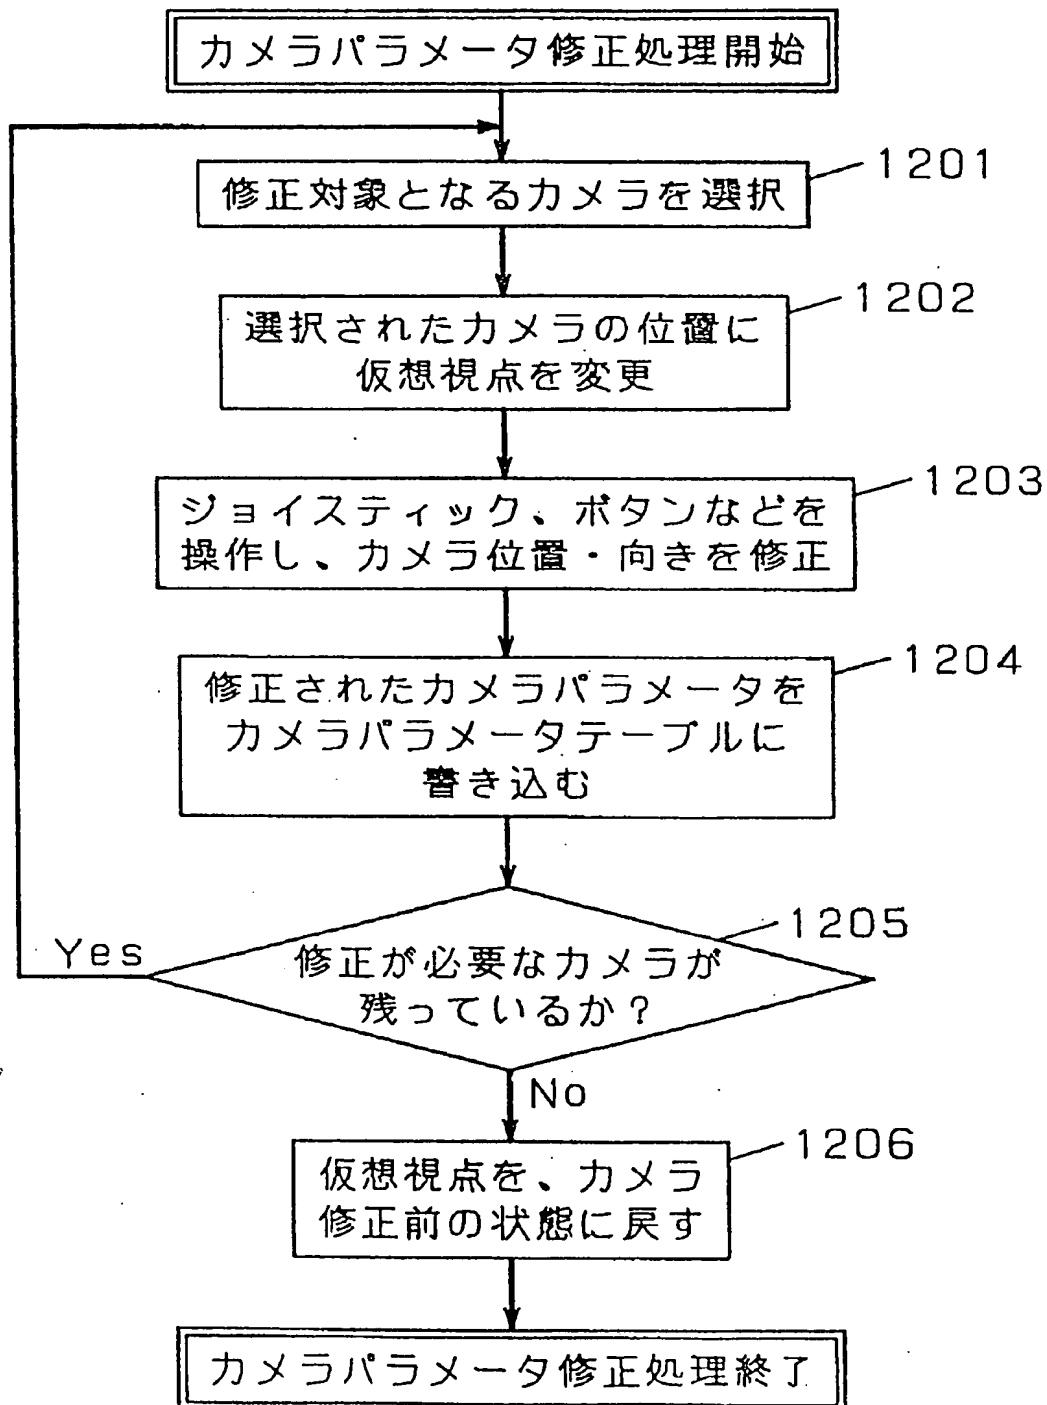 カメラパラメータ修正処理開始
1201
修正対象となるカメラを選択
1202
選択されたカメラの位置に
仮想視点を変更
1203
ジョイスティック、ボタンなどを
操作し、カメラ位置・向きを修正
1204
修正されたカメラパラメータを
カメラパラメータテーブルに
書き込む
1205
Yes
修正が必要なカメラが
残っているか？
No
1206
仮想視点を、カメラ
修正前の状態に戻す
カメラパラメータ修正処理終了